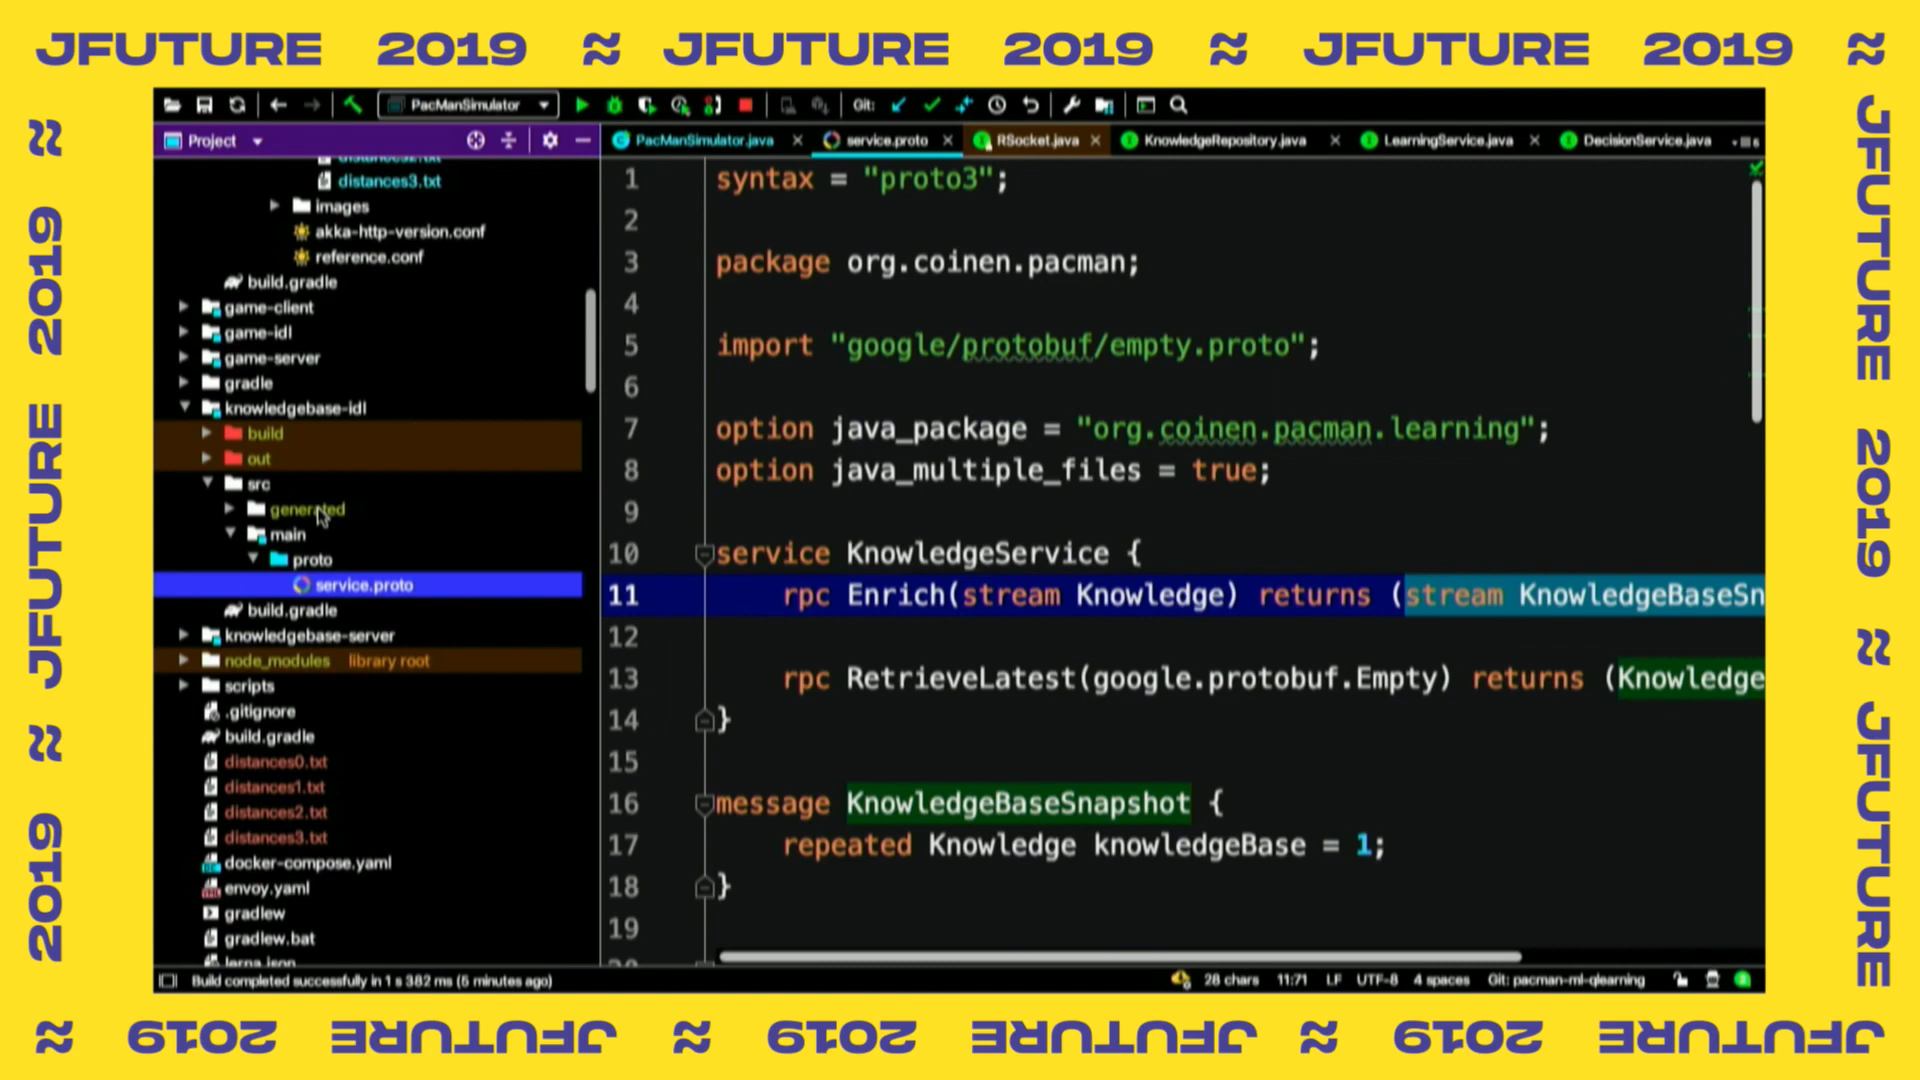 JFUTURE 2019 ≈ JFUTURE 2019 ≈ JFUTURE 2019 ≈
PacManSimulator
Git:
Project
PacManSimulator.java
service.proto
RSocket.java
KnowledgeRepository.java
LearningService.java
DecisionService.java
distances3.txt
images
akka-http-version.conf
reference.conf
build.gradle
game-client
game-idl
game-server
gradle
knowledgebase-idl
build
out
src
generated
main
proto
service.proto
build.gradle
knowledgebase-server
node_modules library root
scripts
.gitignore
build.gradle
distances0.txt
distances1.txt
distances2.txt
distances3.txt
docker-compose.yaml
envoy.yaml
gradlew
gradlew.bat
lerna.json
1 syntax = "proto3";
2
3 package org.coinen.pacman;
4
5 import "google/protobuf/empty.proto";
6
7 option java_package = "org.coinen.pacman.learning";
8 option java_multiple_files = true;
9
10 service KnowledgeService {
11 rpc Enrich(stream Knowledge) returns (stream KnowledgeBaseSn
12
13 rpc RetrieveLatest(google.protobuf.Empty) returns (Knowledge
14 }
15
16 message KnowledgeBaseSnapshot {
17 repeated Knowledge knowledgeBase = 1;
18 }
19
Build completed successfully in 1 s 382 ms (5 minutes ago)
28 chars 11:71 LF UTF-8 4 spaces Git: pacman-ml-qlearning
JFUTURE 2019 ≈ JFUTURE
2019 ≈ JFUTURE 2019 ≈
JFUTURE 2019 ≈ JFUTURE 2019 ≈ JFUTURE 2019 ≈